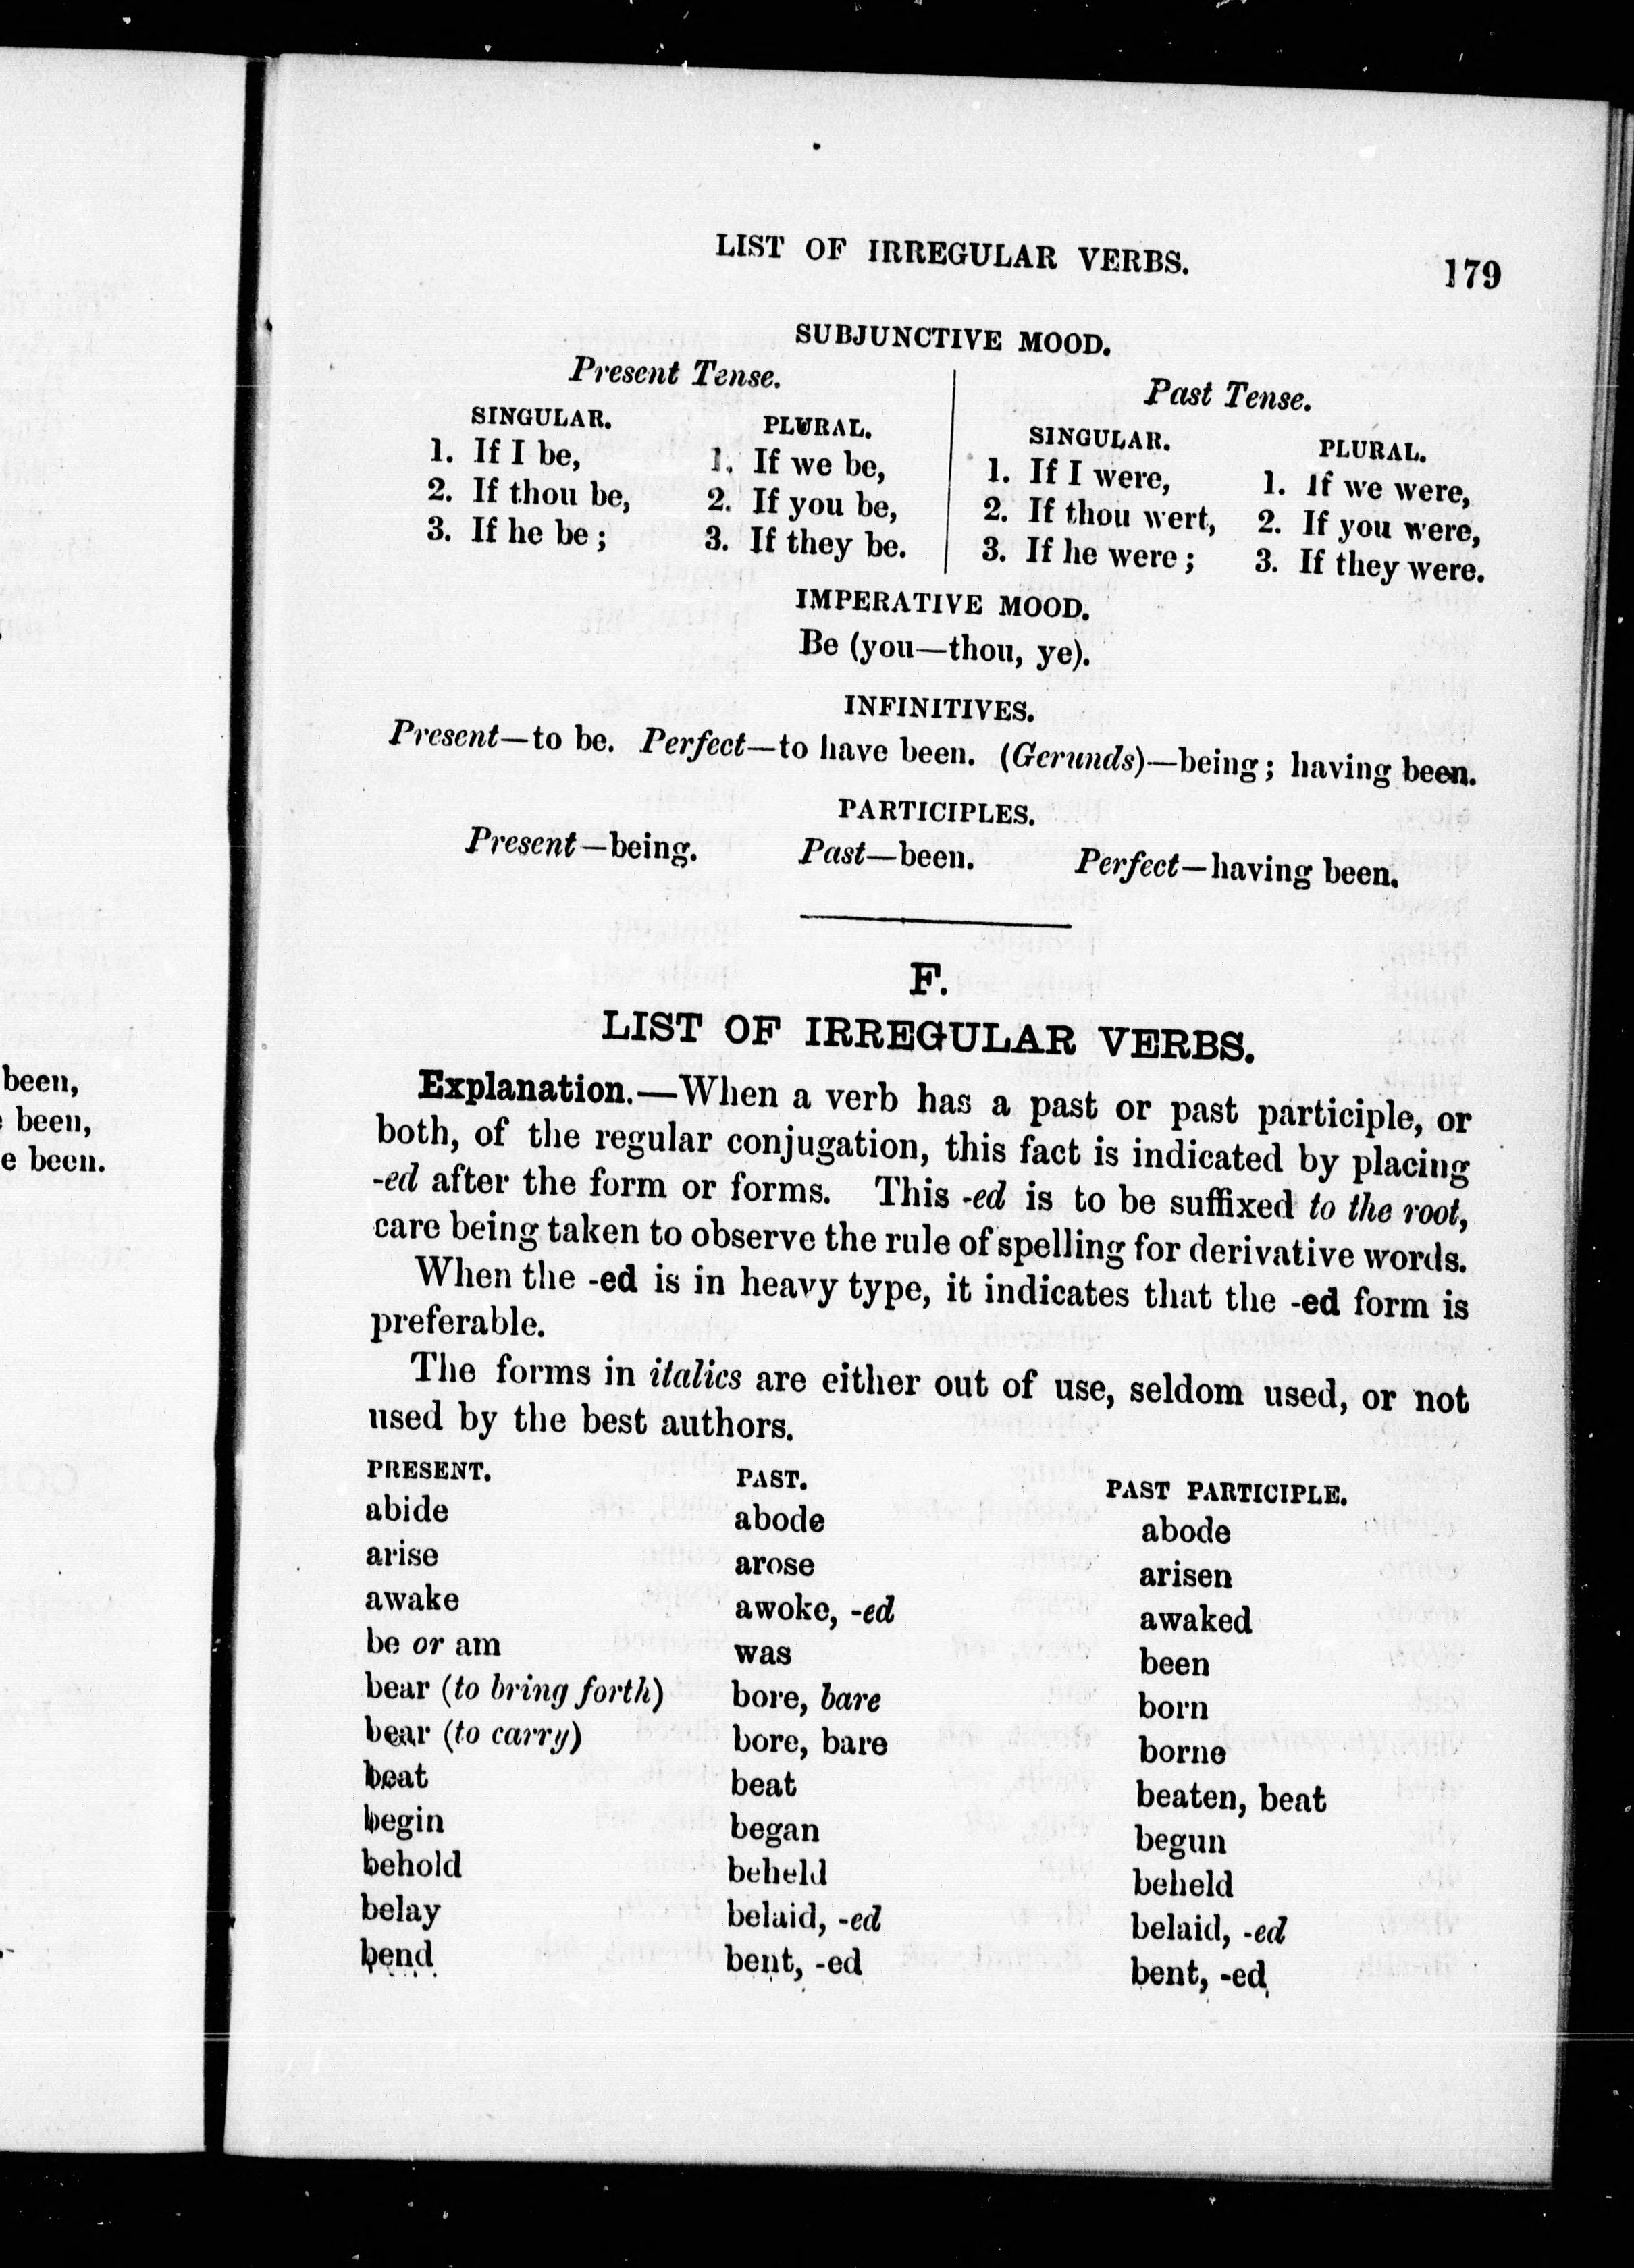 been,
been,
e been.
LIST OF IRREGULAR VERBS.
179
SUBJUNCTIVE MOOD.
Present Tense.
Past Tense.
SINGULAR. PLURAL. SINGULAR. PLURAL.
1. If I be, 1. If we be, 1. If I were, 1. If we were,
2. If thou be, 2. If you be, 2. If thou wert, 2. If you were,
3. If he be; 3. If they be. 3. If he were; 3. If they were.
IMPERATIVE MOOD.
Be (you—thou, ye).
INFINITIVES.
Present—to be. Perfect—to have been. (Gerunds)—being; having been.
PARTICIPLES.
Present—being. Past—been. Perfect—having been.
F.
LIST OF IRREGULAR VERBS.
Explanation.—When a verb has a past or past participle, or
both, of the regular conjugation, this fact is indicated by placing
-ed after the form or forms. This -ed is to be suffixed to the root,
care being taken to observe the rule of spelling for derivative words.
When the -ed is in heavy type, it indicates that the -ed form is
preferable.
The forms in italics are either out of use, seldom used, or not
used by the best authors.
PRESENT. PAST. PAST PARTICIPLE.
abide abode abode
arise arose arisen
awake awoke, -ed awaked
be or am was been
bear (to bring forth) bore, bare born
bear (to carry) bore, bare borne
beat beat beaten, beat
begin began begun
behold beheld beheld
belay belaid, -ed belaid, -ed
bend bent, -ed bent, -ed